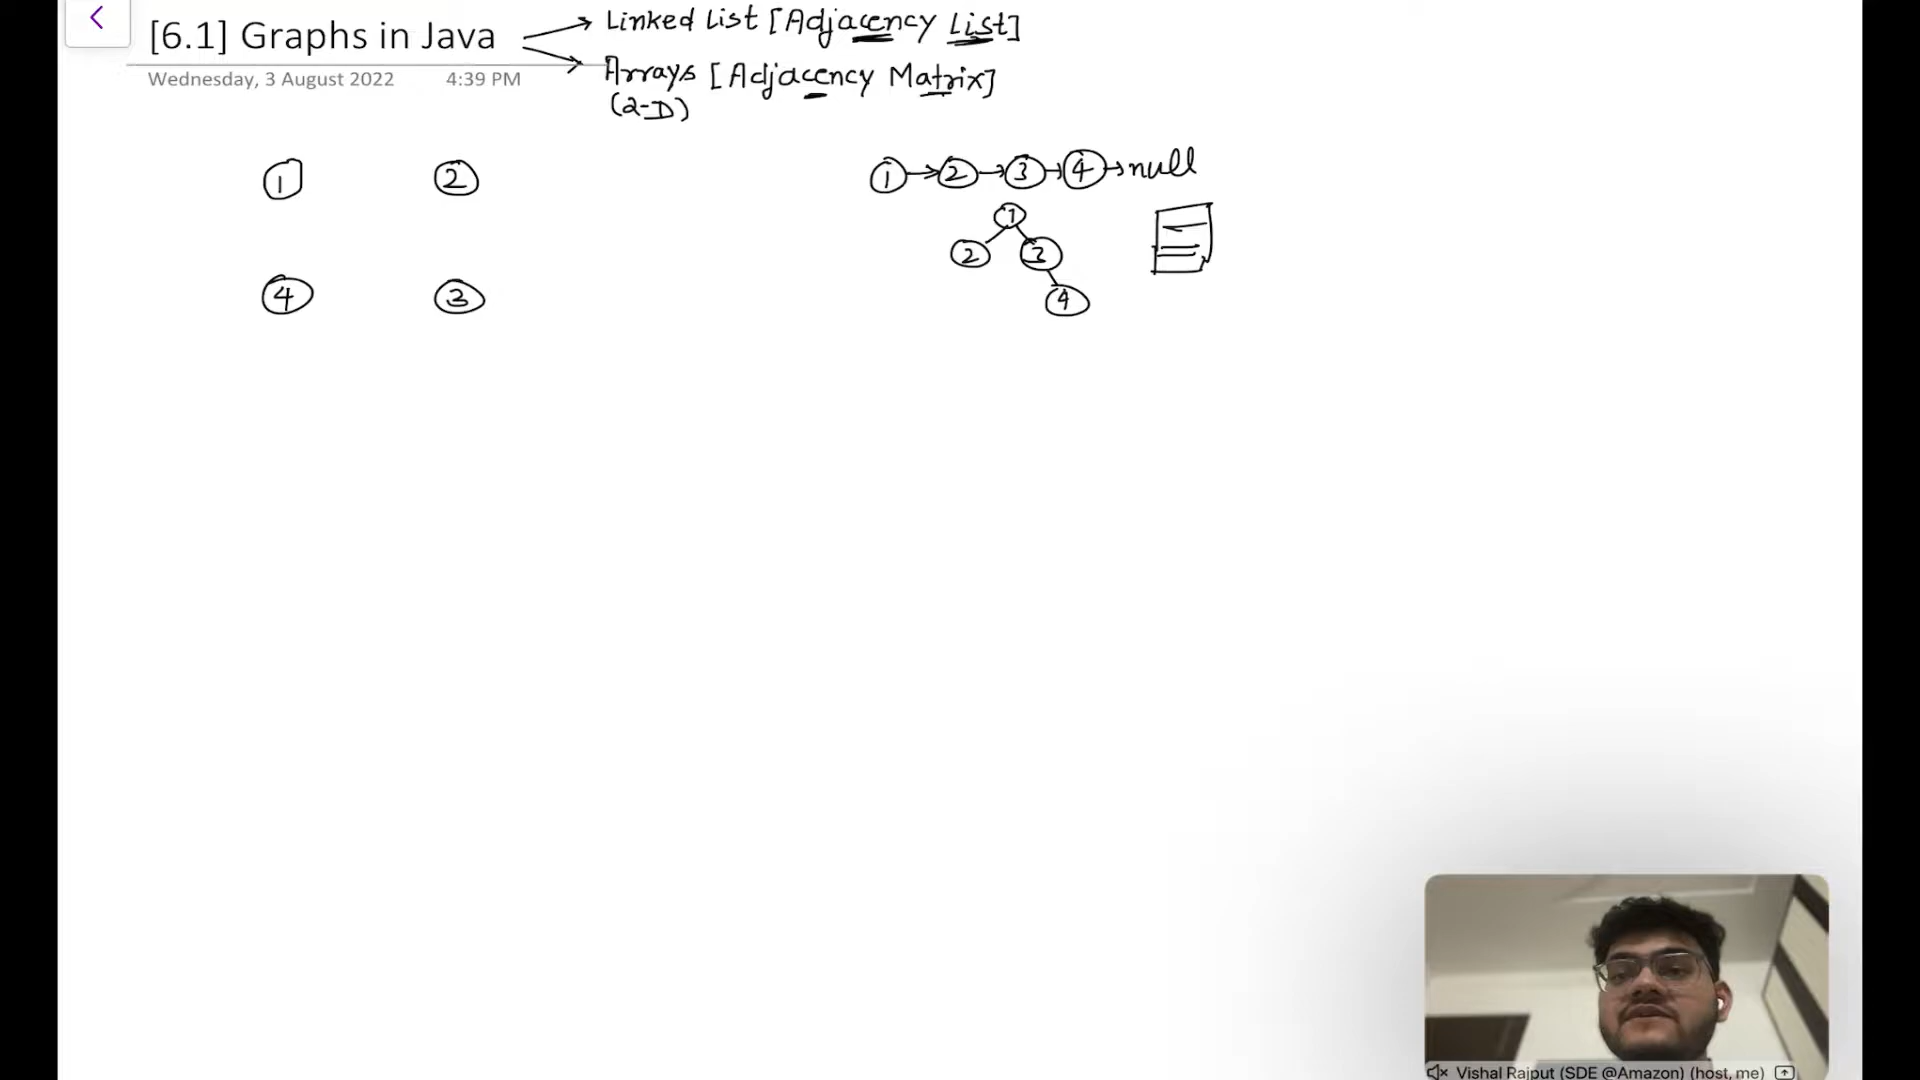 [6.1] Graphs in Java
Wednesday, 3 August 2022 4:39 PM
Linked List [Adjacency List]
Arrays [Adjacency Matrix]
(2-D)
1 2
4 3
1 2 3 4 null
1
2 3
4
Vishal Rajput (SDE @Amazon) (host, me)